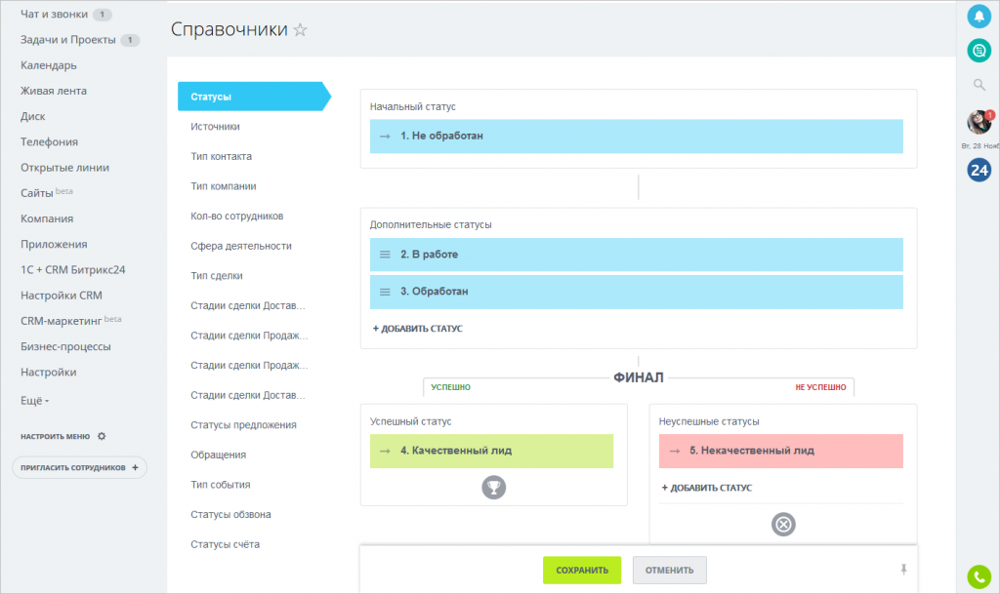 Чат и звонки 1
Задачи и Проекты 1
Календарь
Живая лента
Диск
Телефония
Открытые линии
Сайты beta
Компания
Приложения
1С + CRM Битрикс24
Настройки CRM
CRM-маркетинг beta
Бизнес-процессы
Настройки
Ещё
НАСТРОИТЬ МЕНЮ
ПРИГЛАСИТЬ СОТРУДНИКОВ +
Справочники
Статусы
Источники
Тип контакта
Тип компании
Кол-во сотрудников
Сфера деятельности
Тип сделки
Стадии сделки Достав...
Стадии сделки Продаж...
Стадии сделки Продаж...
Стадии сделки Достав...
Статусы предложения
Обращения
Тип события
Статусы обзвона
Статусы счёта
Начальный статус
1. Не обработан
Дополнительные статусы
2. В работе
3. Обработан
+ ДОБАВИТЬ СТАТУС
ФИНАЛ
УСПЕШНО
НЕ УСПЕШНО
Успешный статус
4. Качественный лид
Неуспешные статусы
5. Некачественный лид
+ ДОБАВИТЬ СТАТУС
СОХРАНИТЬ
ОТМЕНИТЬ
1
Вт, 28 Нояб
24